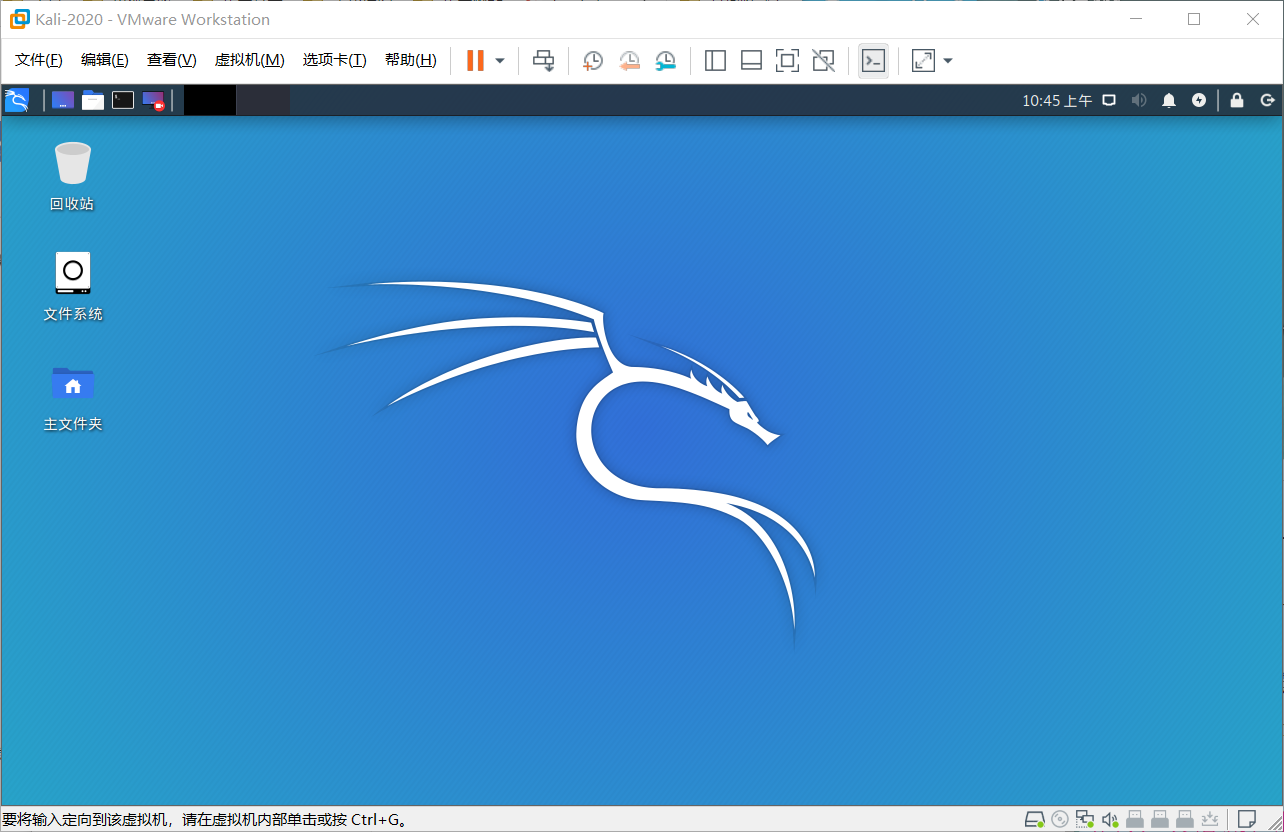 Kali-2020 - VMware Workstation
文件(F) 编辑(E) 查看(V) 虚拟机(M) 选项卡(T) 帮助(H)
10:45 上午
回收站
文件系统
主文件夹
要将输入定向到该虚拟机，请在虚拟机内部单击或按 Ctrl+G。